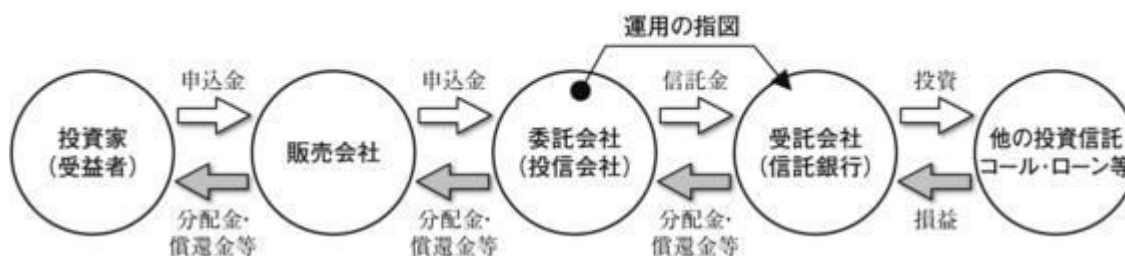 運用の指図
申込金
申込金
信託金
投資
投資家
(受益者)
販売会社
委託会社
(投信会社)
受託会社
(信託銀行)
他の投資信託
コール・ローン等
分配金・
償還金等
分配金・
償還金等
分配金・
償還金等
損益